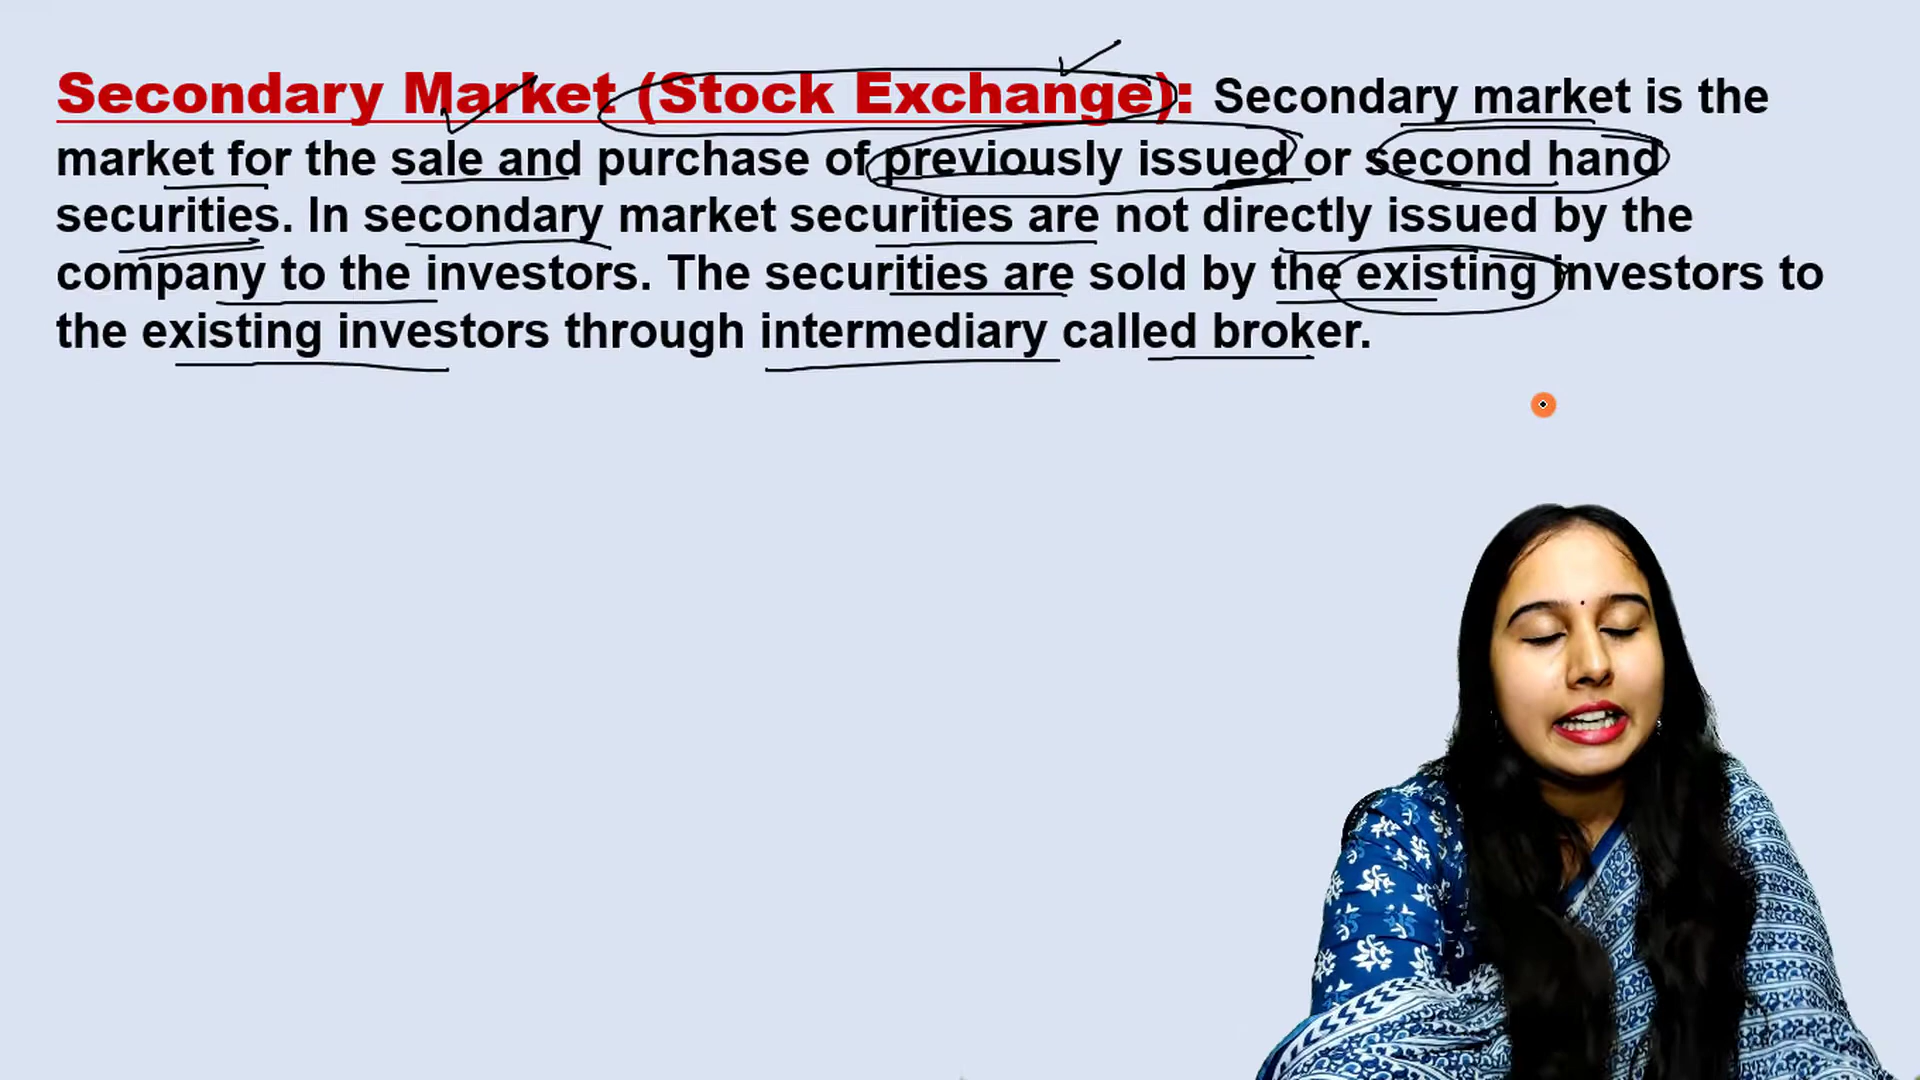 Secondary Market (Stock Exchange): Secondary market is the
market for the sale and purchase of previously issued or second hand
securities. In secondary market securities are not directly issued by the
company to the investors. The securities are sold by the existing investors to
the existing investors through intermediary called broker.